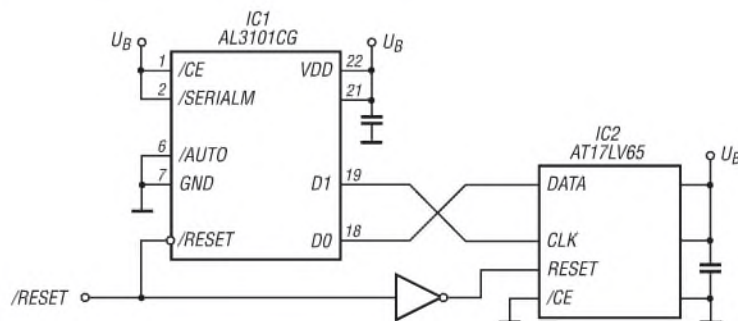 IC1
AL3101CG
U_B
U_B
1 /CE
VDD 22
2 /SERIALM
21
6 /AUTO
7 GND
D1 19
/RESET
D0 18
/RESET
IC2
AT17LV65
U_B
DATA
CLK
RESET
/CE